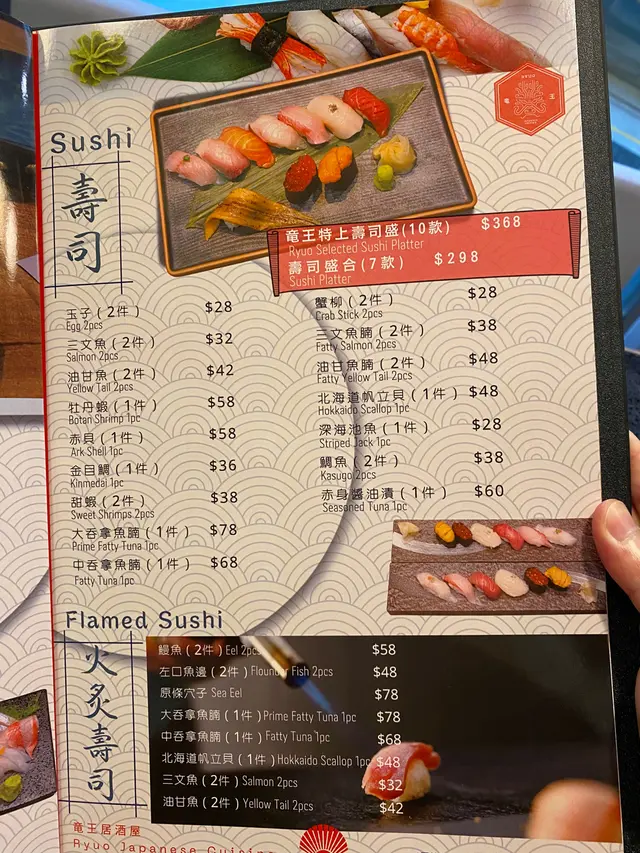 RYUO
竜 王
Sushi
壽司
竜王特上壽司盛(10款) $368
Ryuo Selected Sushi Platter
壽司盛合(7款) $298
Sushi Platter
玉子(2件) $28
Egg 2pcs
三文魚(2件) $32
Salmon 2pcs
油甘魚(2件) $42
Yellow Tail 2pcs
牡丹蝦(1件) $58
Botan Shrimp 1pc
赤貝(1件) $58
Ark Shell 1pc
金目鯛(1件) $36
Kinmedai 1pc
甜蝦(2件) $38
Sweet Shrimps 2pcs
大吞拿魚腩(1件) $78
Prime Fatty Tuna 1pc
中吞拿魚腩(1件) $68
Fatty Tuna 1pc
蟹柳(2件) $28
Crab Stick 2pcs
三文魚腩(2件) $38
Fatty Salmon 2pcs
油甘魚腩(2件) $48
Fatty Yellow Tail 2pcs
北海道帆立貝(1件) $48
Hokkaido Scallop 1pc
深海池魚(1件) $28
Striped Jack 1pc
鯛魚(2件) $38
Kasugo 2pcs
赤身醬油漬(1件) $60
Seasoned Tuna 1pc
Flamed Sushi
火炙壽司
鰻魚(2件) Eel 2pcs $58
左口魚邊(2件) Flounder Fish 2pcs $48
原條穴子 Sea Eel $78
大吞拿魚腩(1件) Prime Fatty Tuna 1pc $78
中吞拿魚腩(1件) Fatty Tuna 1pc $68
北海道帆立貝(1件) Hokkaido Scallop 1pc $48
三文魚(2件) Salmon 2pcs $32
油甘魚(2件) Yellow Tail 2pcs $42
竜王居酒屋
Ryuo Japanese Cuisine